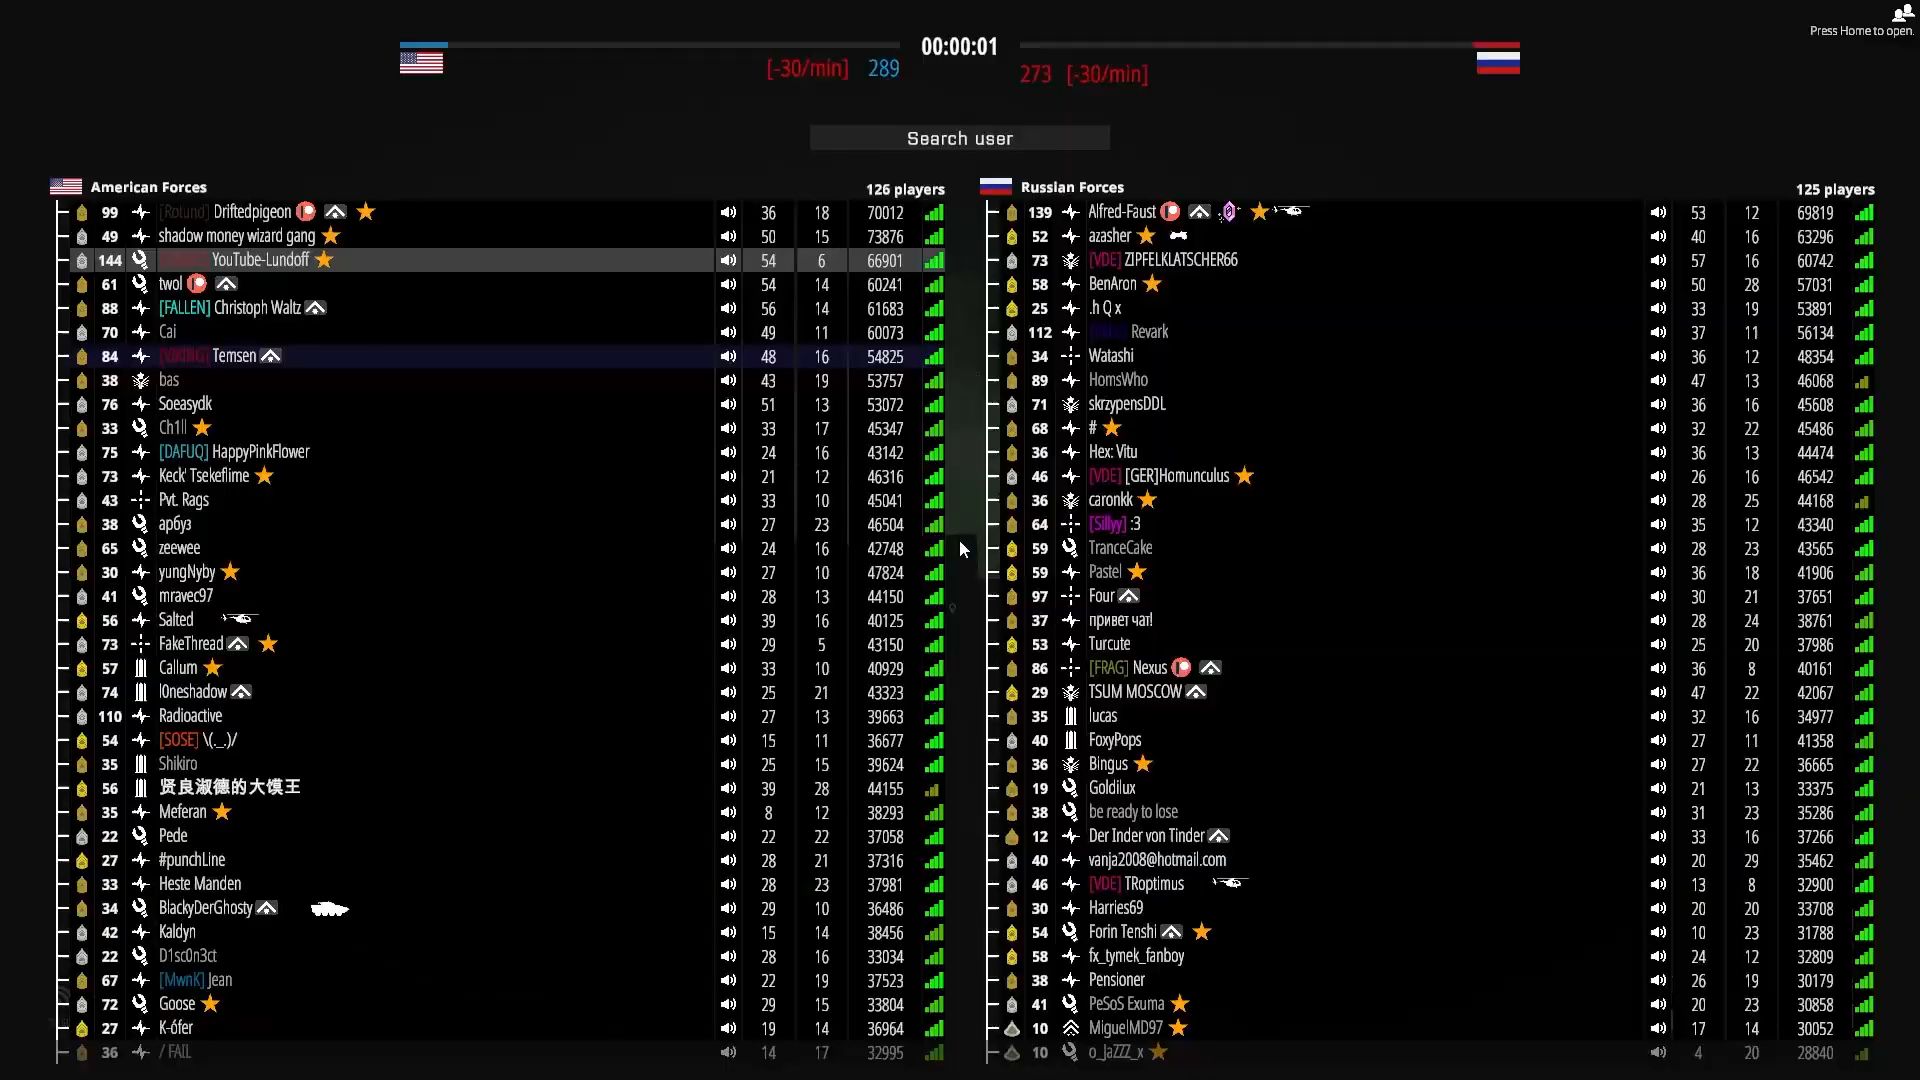 Press Home to open.
00:00:01
[-30/min] 289
273 [-30/min]
Search user
American Forces 126 players
99 [Rotund] Driftedpigeon 36 18 70012
49 shadow money wizard gang 50 15 73876
144 YouTube-Lundoff 54 6 66901
61 twol 54 14 60241
88 [FALLEN] Christoph Waltz 56 14 61683
70 Cai 49 11 60073
84 [VIKING] Temsen 48 16 54825
38 bas 43 19 53757
76 Soeasydk 51 13 53072
33 Ch1ll 33 17 45347
75 [DAFUQ] HappyPinkFlower 24 16 43142
73 Keck' Tsekeflime 21 12 46316
43 Pvt. Rags 33 10 45041
38 арбуз 27 23 46504
65 zeewee 24 16 42748
30 yungNyby 27 10 47824
41 mravec97 28 13 44150
56 Salted 39 16 40125
73 FakeThread 29 5 43150
57 Callum 33 10 40929
74 l0neshadow 25 21 43323
110 Radioactive 27 13 39663
54 [SOSE] \(._.)/ 15 11 36677
35 Shikiro 25 15 39624
56 贤良淑德的大馍王 39 28 44155
35 Meferan 8 12 38293
22 Pede 22 22 37058
27 #punchLine 28 21 37316
33 Heste Manden 28 23 37981
34 BlackyDerGhosty 29 10 36486
42 Kaldyn 15 14 38456
22 D1sc0n3ct 28 16 33034
67 [MwnK] Jean 22 19 37523
72 Goose 29 15 33804
27 K-ófer 19 14 36964
36 / FAIL 14 17 32995
Russian Forces 125 players
139 Alfred-Faust 53 12 69819
52 azasher 40 16 63296
73 [VDE] ZIPFELKLATSCHER66 57 16 60742
58 BenAron 50 28 57031
25 .h Q x 33 19 53891
112 Revark 37 11 56134
34 Watashi 36 12 48354
89 HomsWho 47 13 46068
71 skrzypensDDL 36 16 45608
68 # 32 22 45486
36 Hex: Vitu 36 13 44474
46 [VDE] [GER]Homunculus 26 16 46542
36 caronkk 28 25 44168
64 [Sillyy] :3 35 12 43340
59 TranceCake 28 23 43565
59 Pastel 36 18 41906
97 Four 30 21 37651
37 привет чат! 28 24 38761
53 Turcute 25 20 37986
86 [FRAG] Nexus 36 8 40161
29 TSUM MOSCOW 47 22 42067
35 lucas 32 16 34977
40 FoxyPops 27 11 41358
36 Bingus 27 22 36665
19 Goldilux 21 13 33375
38 be ready to lose 31 23 35286
12 Der Inder von Tinder 33 16 37266
40 vanja2008@hotmail.com 20 29 35462
46 [VDE] TRoptimus 13 8 32900
30 Harries69 20 20 33708
54 Forin Tenshi 10 23 31788
58 fx_tymek_fanboy 24 12 32809
38 Pensioner 26 19 30179
41 PeSoS Exuma 20 23 30858
10 MiguelMD97 17 14 30052
10 o_JaZZZ_x 4 20 28840